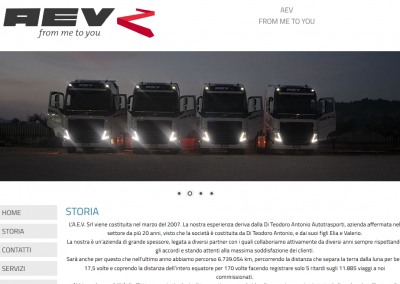 AEV
from me to you
AEV
FROM ME TO YOU
HOME
STORIA
CONTATTI
SERVIZI
STORIA
L'A.E.V. Srl viene costituita nel marzo del 2007. La nostra esperienza deriva dalla Di Teodoro Antonio Autotrasporti, azienda affermata nel
settore da più di 20 anni, visto che la società è costituita da Di Teodoro Antonio, e dai suoi figli Elia e Valerio.
La nostra è un'azienda di grande spessore, legata a diversi partner con i quali collaboriamo attivamente da diversi anni sempre rispettando
gli accordi e stando attenti alla massima soddisfazione dei clienti.
Sarà anche per questo che nell'ultimo anno abbiamo percorso 6.739.054 km, percorrendo la distanza che separa la terra dalla luna per ben
17,5 volte e coprendo la distanza dell'intero equatore per 170 volte facendo registrare solo 5 ritardi sugli 11.885 viaggi a noi
commissionati.